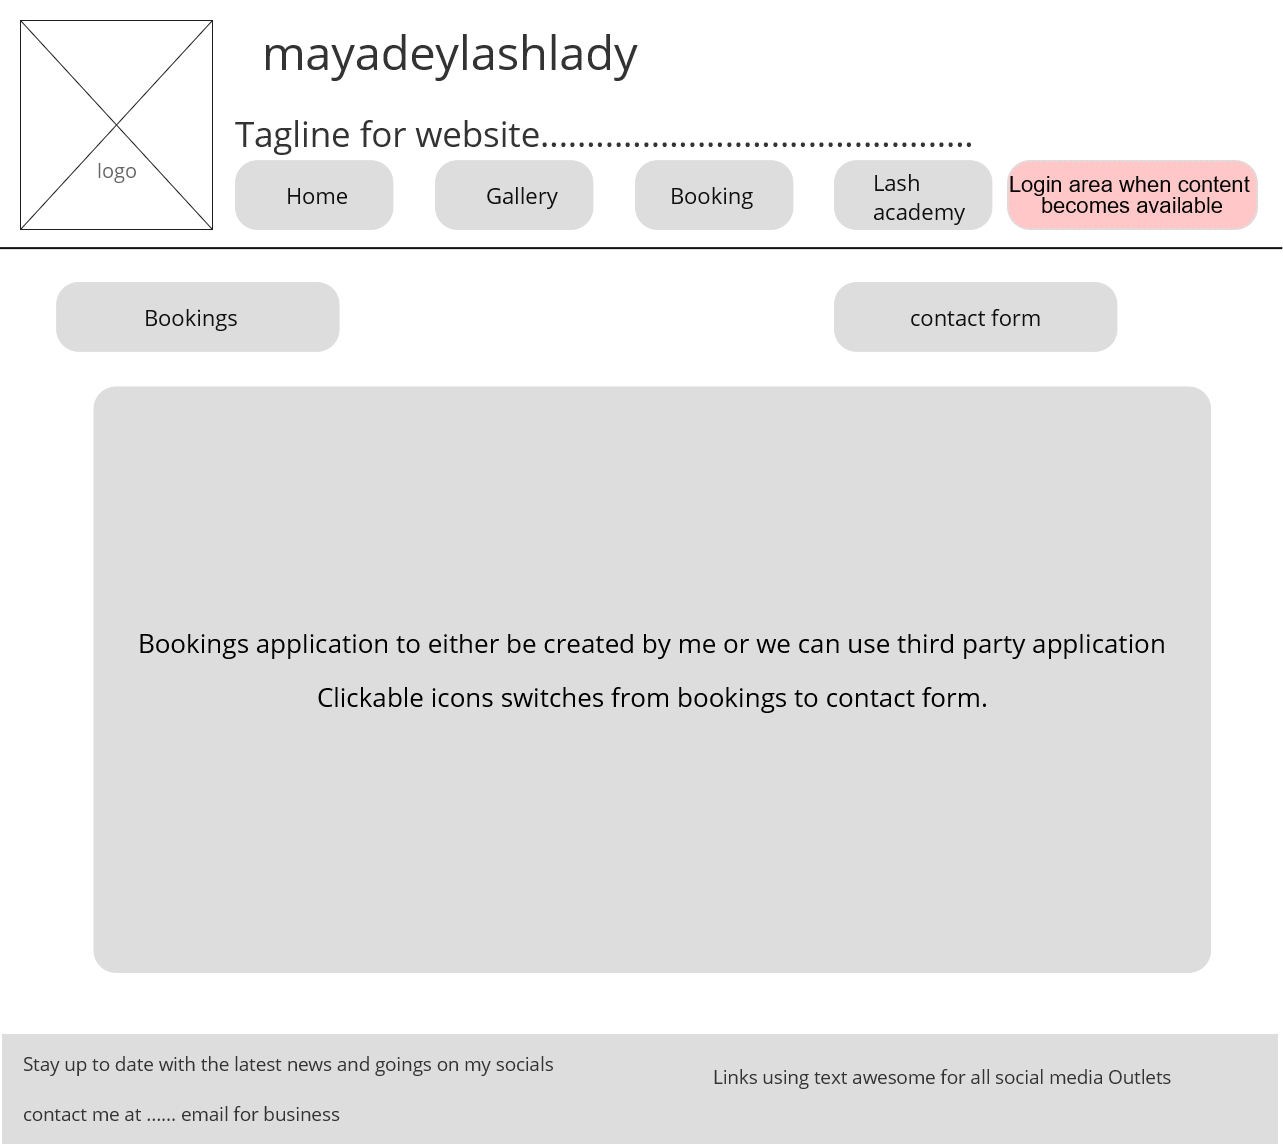 mayadeylashlady
Tagline for website...............................................
logo
Home
Gallery
Booking
Lash
academy
Login area when content
becomes available
Bookings
contact form
Bookings application to either be created by me or we can use third party application
Clickable icons switches from bookings to contact form.
Stay up to date with the latest news and goings on my socials
Links using text awesome for all social media Outlets
contact me at ...... email for business